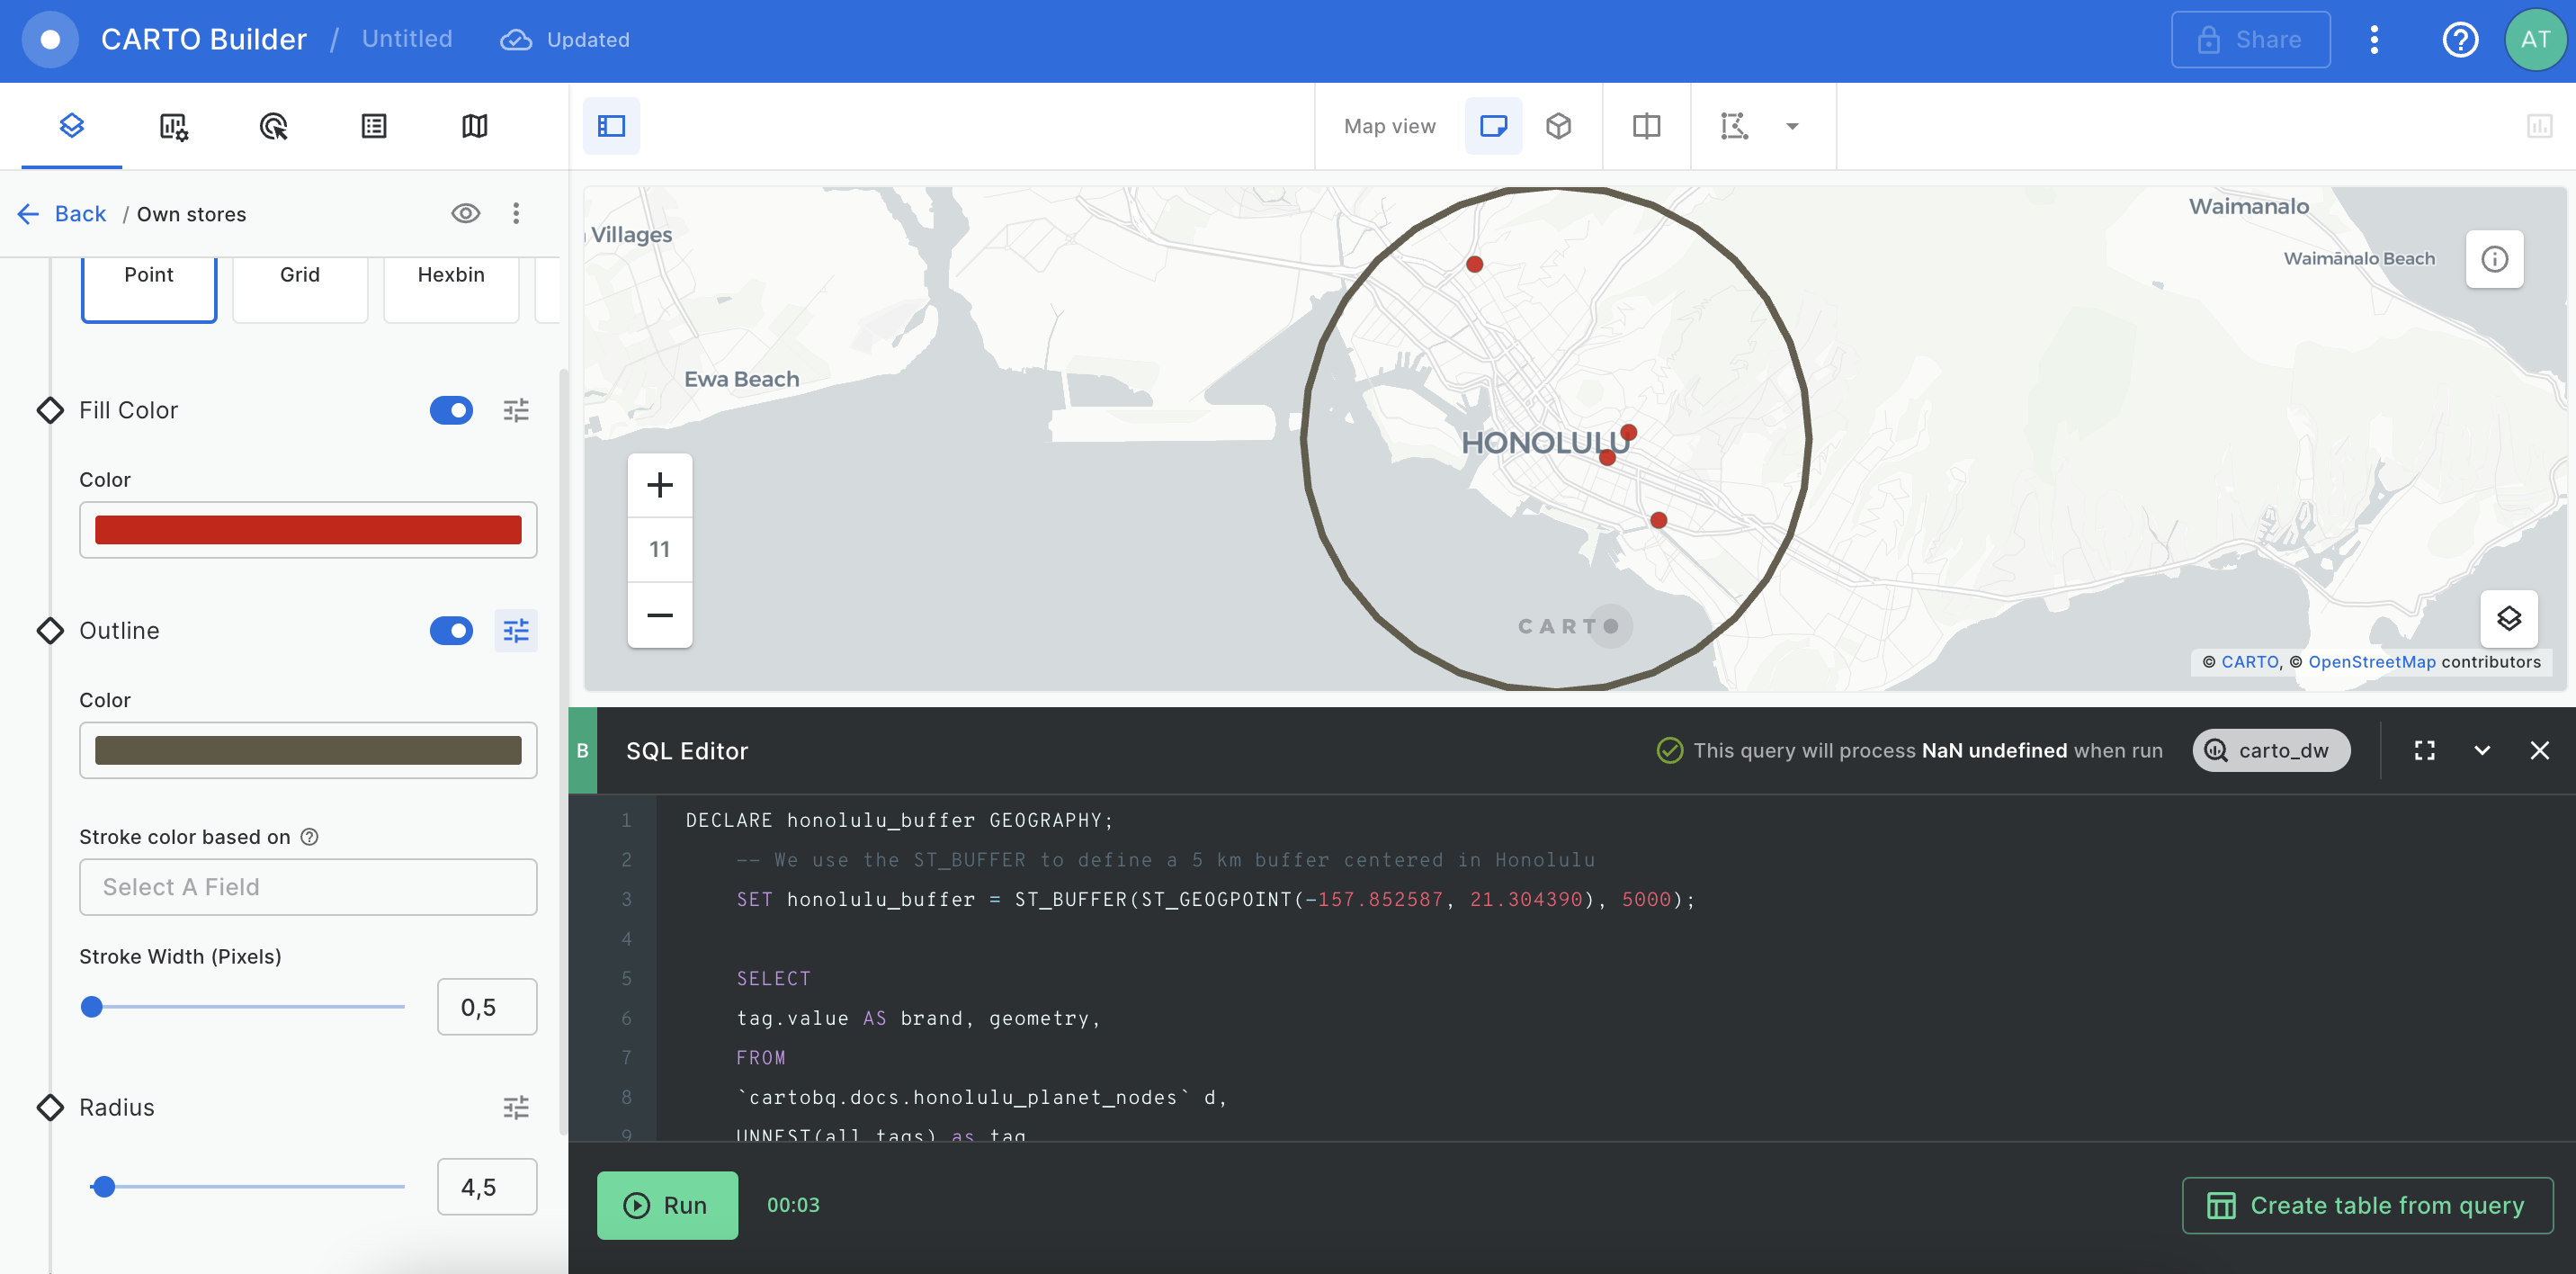 CARTO Builder / Untitled Updated
Share
AT
Map view
Back / Own stores
Point Grid Hexbin
Fill Color
Color
Outline
Color
Stroke color based on
Select A Field
Stroke Width (Pixels)
0,5
Radius
4,5
Villages
Ewa Beach
HONOLULU
Waimanalo
Waimānalo Beach
11
CARTO
© CARTO, © OpenStreetMap contributors
B
SQL Editor
This query will process NaN undefined when run
carto_dw
1 DECLARE honolulu_buffer GEOGRAPHY;
2 -- We use the ST_BUFFER to define a 5 km buffer centered in Honolulu
3 SET honolulu_buffer = ST_BUFFER(ST_GEOGPOINT(-157.852587, 21.304390), 5000);
4
5 SELECT
6 tag.value AS brand, geometry,
7 FROM
8 `cartobq.docs.honolulu_planet_nodes` d,
9 UNNEST(all_tags) as tag
Run 00:03
Create table from query